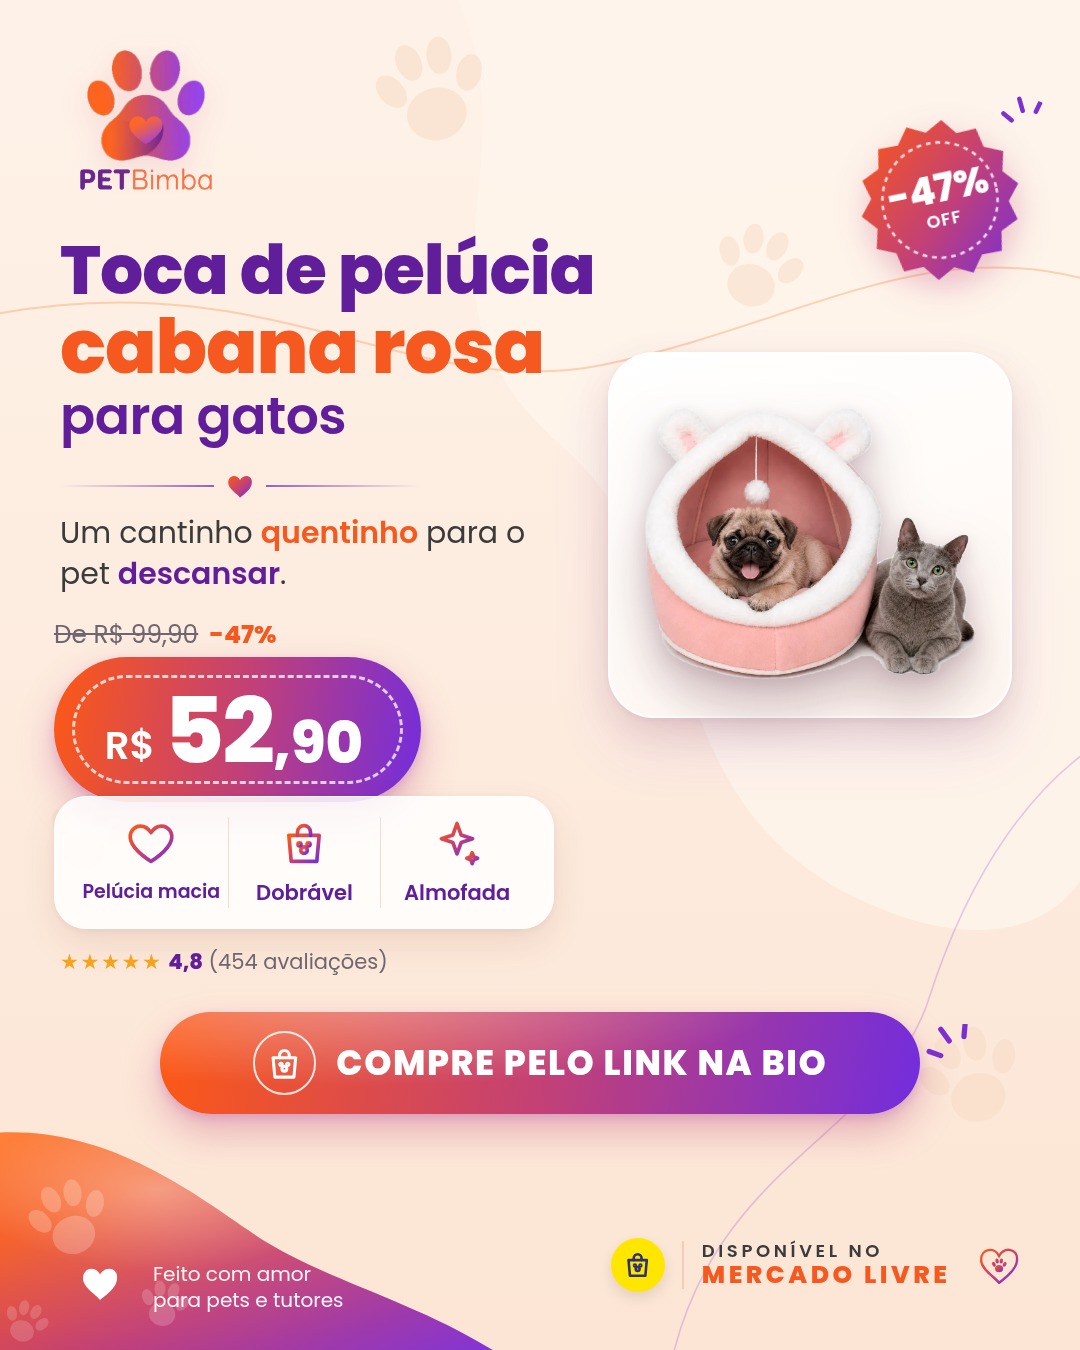 PETBimba
-47%
OFF
Toca de pelúcia
cabana rosa
para gatos
Um cantinho quentinho para o
pet descansar.
De R$ 99,90 -47%
R$ 52,90
Pelúcia macia
Dobrável
Almofada
★★★★★ 4,8 (454 avaliações)
COMPRE PELO LINK NA BIO
Feito com amor
para pets e tutores
DISPONÍVEL NO
MERCADO LIVRE